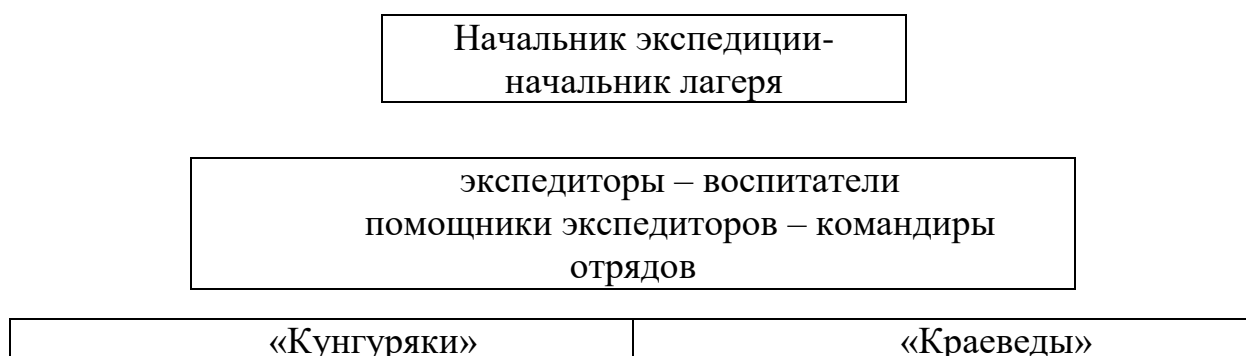 Начальник экспедиции-
начальник лагеря
экспедиторы – воспитатели
помощники экспедиторов – командиры
отрядов
«Кунгуряки» «Краеведы»